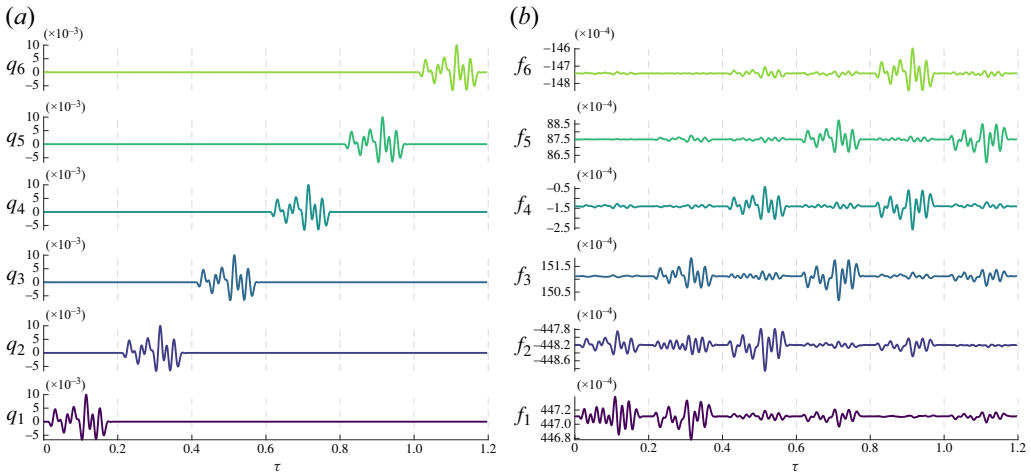 (a)
(×10⁻³)
q₆
10
5
0
−5
(×10⁻³)
q₅
10
5
0
−5
(×10⁻³)
q₄
10
5
0
−5
(×10⁻³)
q₃
10
5
0
−5
(×10⁻³)
q₂
10
5
0
−5
(×10⁻³)
q₁
10
5
0
−5
0 0.2 0.4 0.6 0.8 1.0 1.2
τ
(b)
(×10⁻⁴)
f₆
−146
−147
−148
(×10⁻⁴)
f₅
88.5
87.5
86.5
(×10⁻⁴)
f₄
−0.5
−1.5
−2.5
(×10⁻⁴)
f₃
151.5
150.5
(×10⁻⁴)
f₂
−447.8
−448.2
−448.6
(×10⁻⁴)
f₁
447.2
446.8
446.8
0 0.2 0.4 0.6 0.8 1.0 1.2
τ